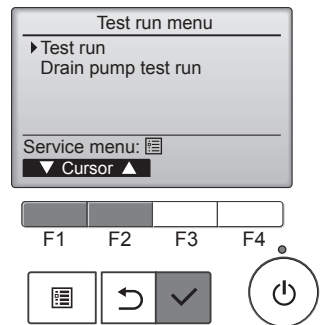 Test run menu
Test run
Drain pump test run
Service menu:
▼ Cursor ▲
F1 F2 F3 F4